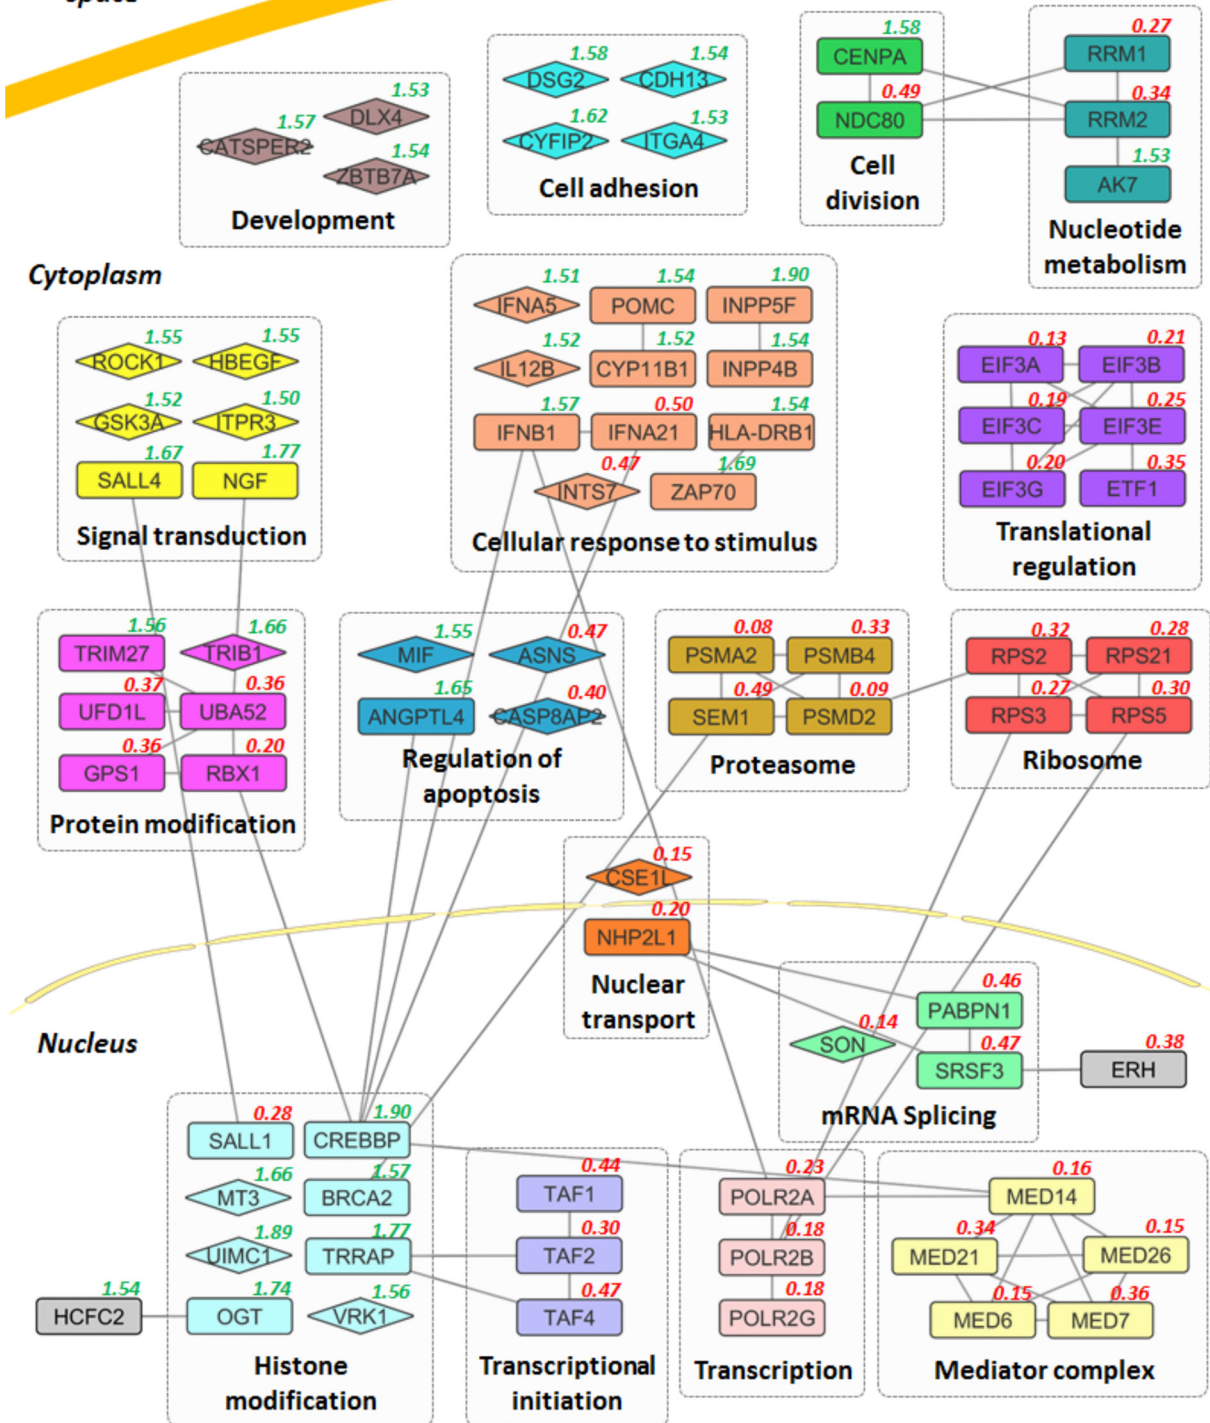 1.53
DLX4
1.57
CATSPER2
1.54
ZBTB7A
Development
1.58
DSG2
1.54
CDH13
1.62
CYFIP2
1.53
ITGA4
Cell adhesion
1.58
CENPA
0.49
NDC80
Cell
division
0.27
RRM1
0.34
RRM2
1.53
AK7
Nucleotide
metabolism
Cytoplasm
1.55
ROCK1
1.55
HBEGF
1.52
GSK3A
1.50
ITPR3
1.67
SALL4
1.77
NGF
Signal transduction
1.51
IFNA5
1.54
POMC
1.90
INPP5F
1.52
IL12B
1.52
CYP11B1
1.54
INPP4B
1.57
IFNB1
0.50
IFNA21
1.54
HLA-DRB1
0.47
INTS7
1.69
ZAP70
Cellular response to stimulus
0.13
EIF3A
0.21
EIF3B
0.19
EIF3C
0.25
EIF3E
0.20
EIF3G
0.35
ETF1
Translational
regulation
1.56
TRIM27
1.66
TRIB1
0.37
UFD1L
0.36
UBA52
0.36
GPS1
0.20
RBX1
Protein modification
1.55
MIF
0.47
ASNS
1.65
ANGPTL4
0.40
CASP8AP2
Regulation of
apoptosis
0.08
PSMA2
0.33
PSMB4
0.49
SEM1
0.09
PSMD2
Proteasome
0.32
RPS2
0.28
RPS21
0.27
RPS3
0.30
RPS5
Ribosome
0.15
CSE1L
0.20
NHP2L1
Nuclear
transport
Nucleus
0.46
PABPN1
0.14
SON
0.47
SRSF3
mRNA Splicing
0.38
ERH
0.28
SALL1
1.90
CREBBP
1.66
MT3
1.57
BRCA2
1.89
UIMC1
1.77
TRRAP
1.54
HCFC2
1.74
OGT
1.56
VRK1
Histone
modification
0.44
TAF1
0.30
TAF2
0.47
TAF4
Transcriptional
initiation
0.23
POLR2A
0.18
POLR2B
0.18
POLR2G
Transcription
0.16
MED14
0.34
MED21
0.15
MED26
0.15
MED6
0.36
MED7
Mediator complex